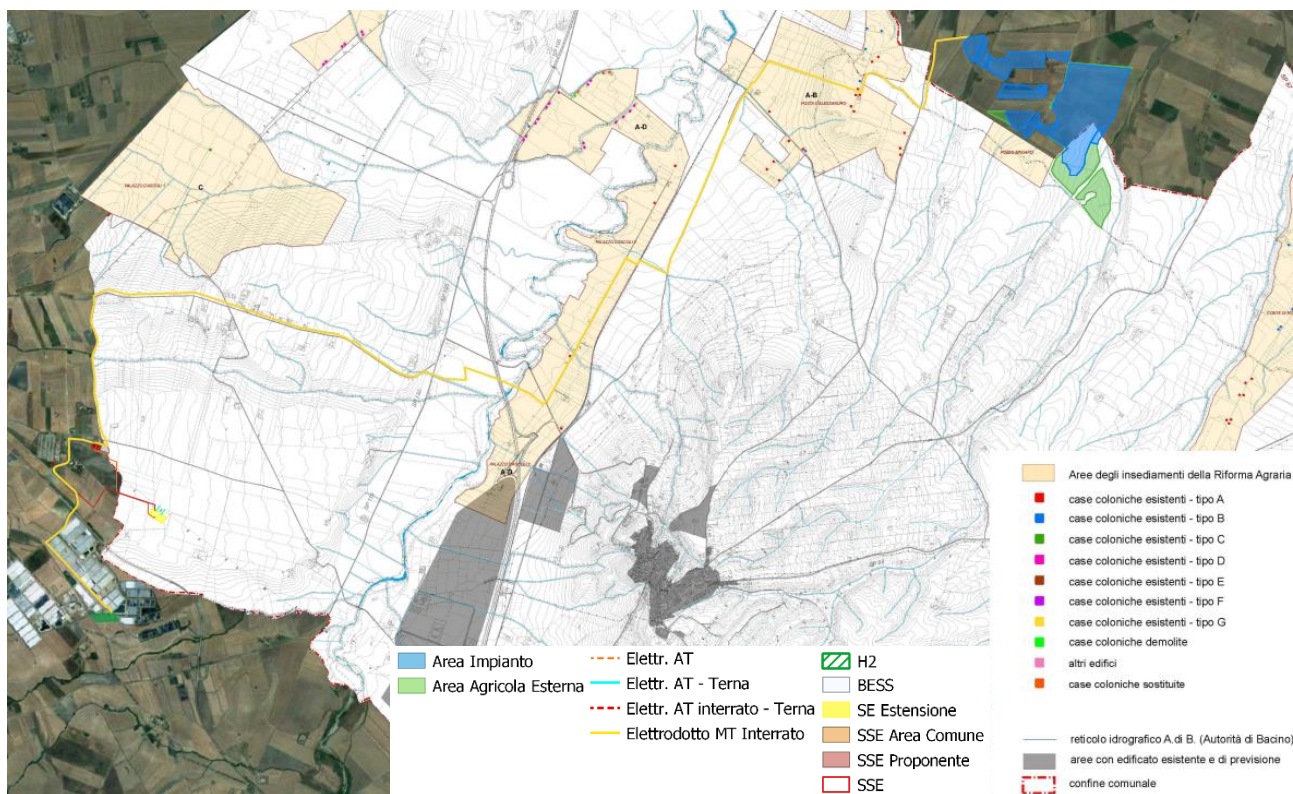 A-B
A-D
C
A-D
Area Impianto
Area Agricola Esterna
Elettr. AT
Elettr. AT - Terna
Elettr. AT interrato - Terna
Elettrodotto MT Interrato
H2
BESS
SE Estensione
SSE Area Comune
SSE Proponente
SSE
Aree degli insediamenti della Riforma Agraria
case coloniche esistenti - tipo A
case coloniche esistenti - tipo B
case coloniche esistenti - tipo C
case coloniche esistenti - tipo D
case coloniche esistenti - tipo E
case coloniche esistenti - tipo F
case coloniche esistenti - tipo G
case coloniche demolite
altri edifici
case coloniche sostituite
reticolo idrografico A.di B. (Autorità di Bacino)
aree con edificato esistente e di previsione
confine comunale